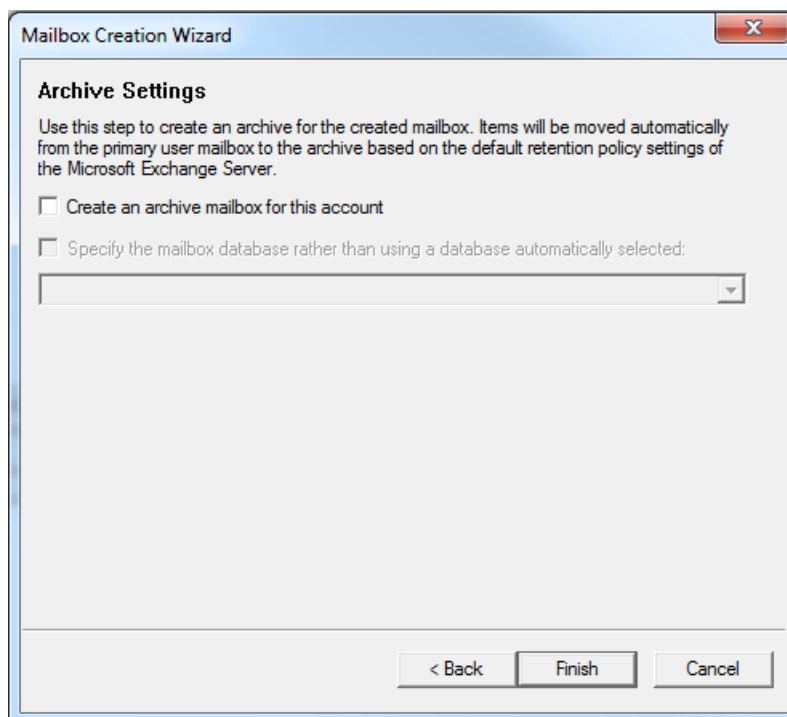 Mailbox Creation Wizard
Archive Settings
Use this step to create an archive for the created mailbox. Items will be moved automatically
from the primary user mailbox to the archive based on the default retention policy settings of
the Microsoft Exchange Server.
Create an archive mailbox for this account
Specify the mailbox database rather than using a database automatically selected:
< Back
Finish
Cancel